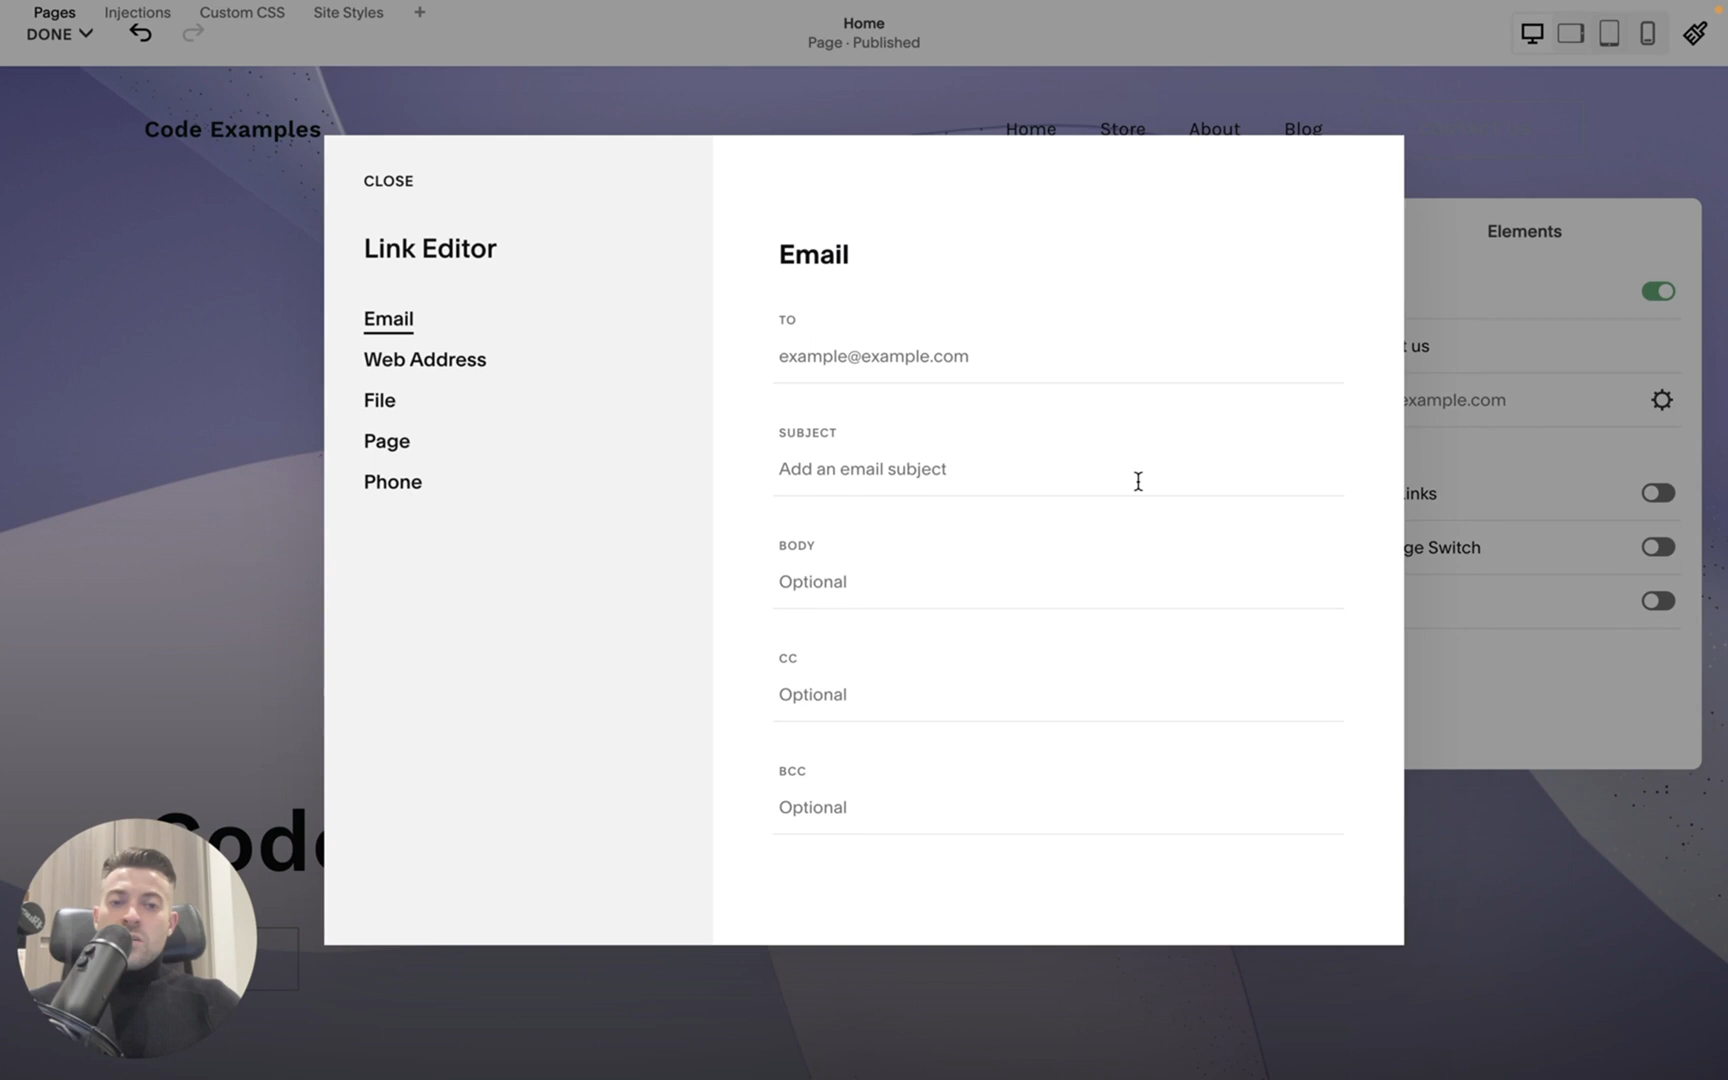 Pages Injections Custom CSS Site Styles +
DONE
Home
Page · Published
Code Examples
Home Store About Blog
CLOSE
Link Editor
Email
Web Address
File
Page
Phone
Email
TO
example@example.com
SUBJECT
Add an email subject
BODY
Optional
CC
Optional
BCC
Optional
Elements
t us
example.com
inks
ge Switch
Code